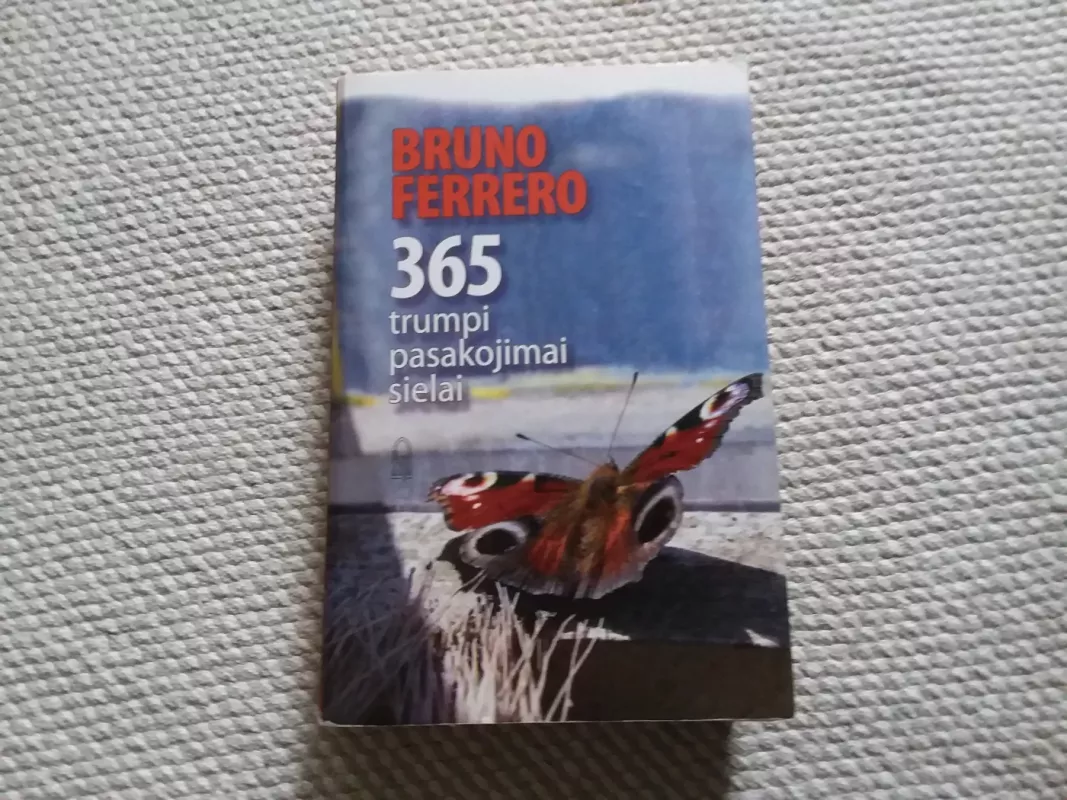 BRUNO
FERRERO
365
trumpi
pasakojimai
sielai